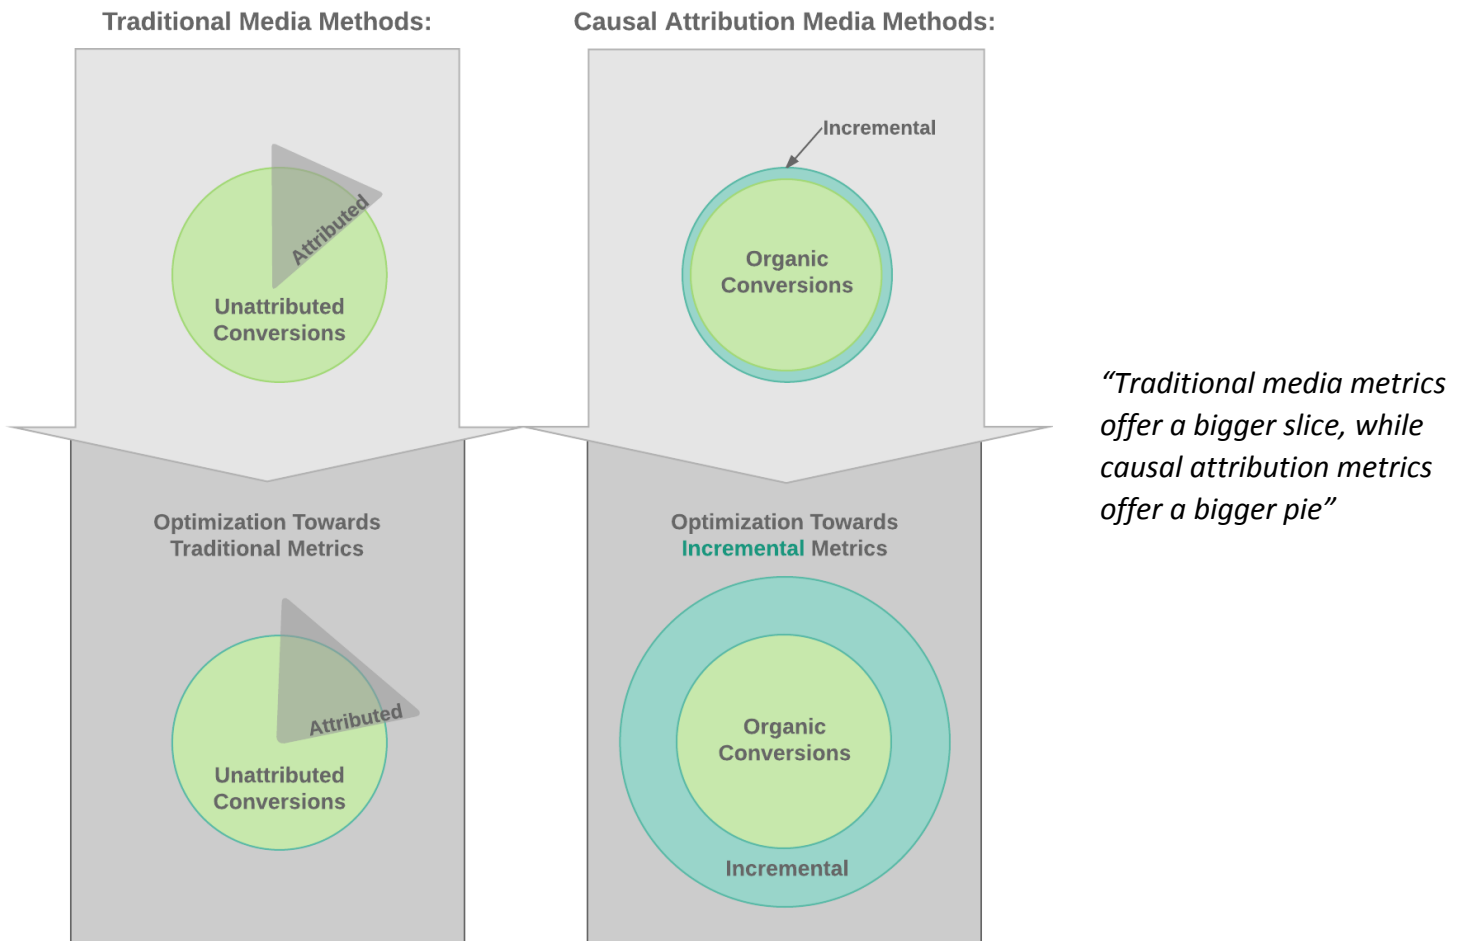 Traditional Media Methods:
Attributed
Unattributed
Conversions
Optimization Towards
Traditional Metrics
Attributed
Unattributed
Conversions
Causal Attribution Media Methods:
Incremental
Organic
Conversions
Optimization Towards
Incremental Metrics
Organic
Conversions
Incremental
“Traditional media metrics
offer a bigger slice, while
causal attribution metrics
offer a bigger pie”